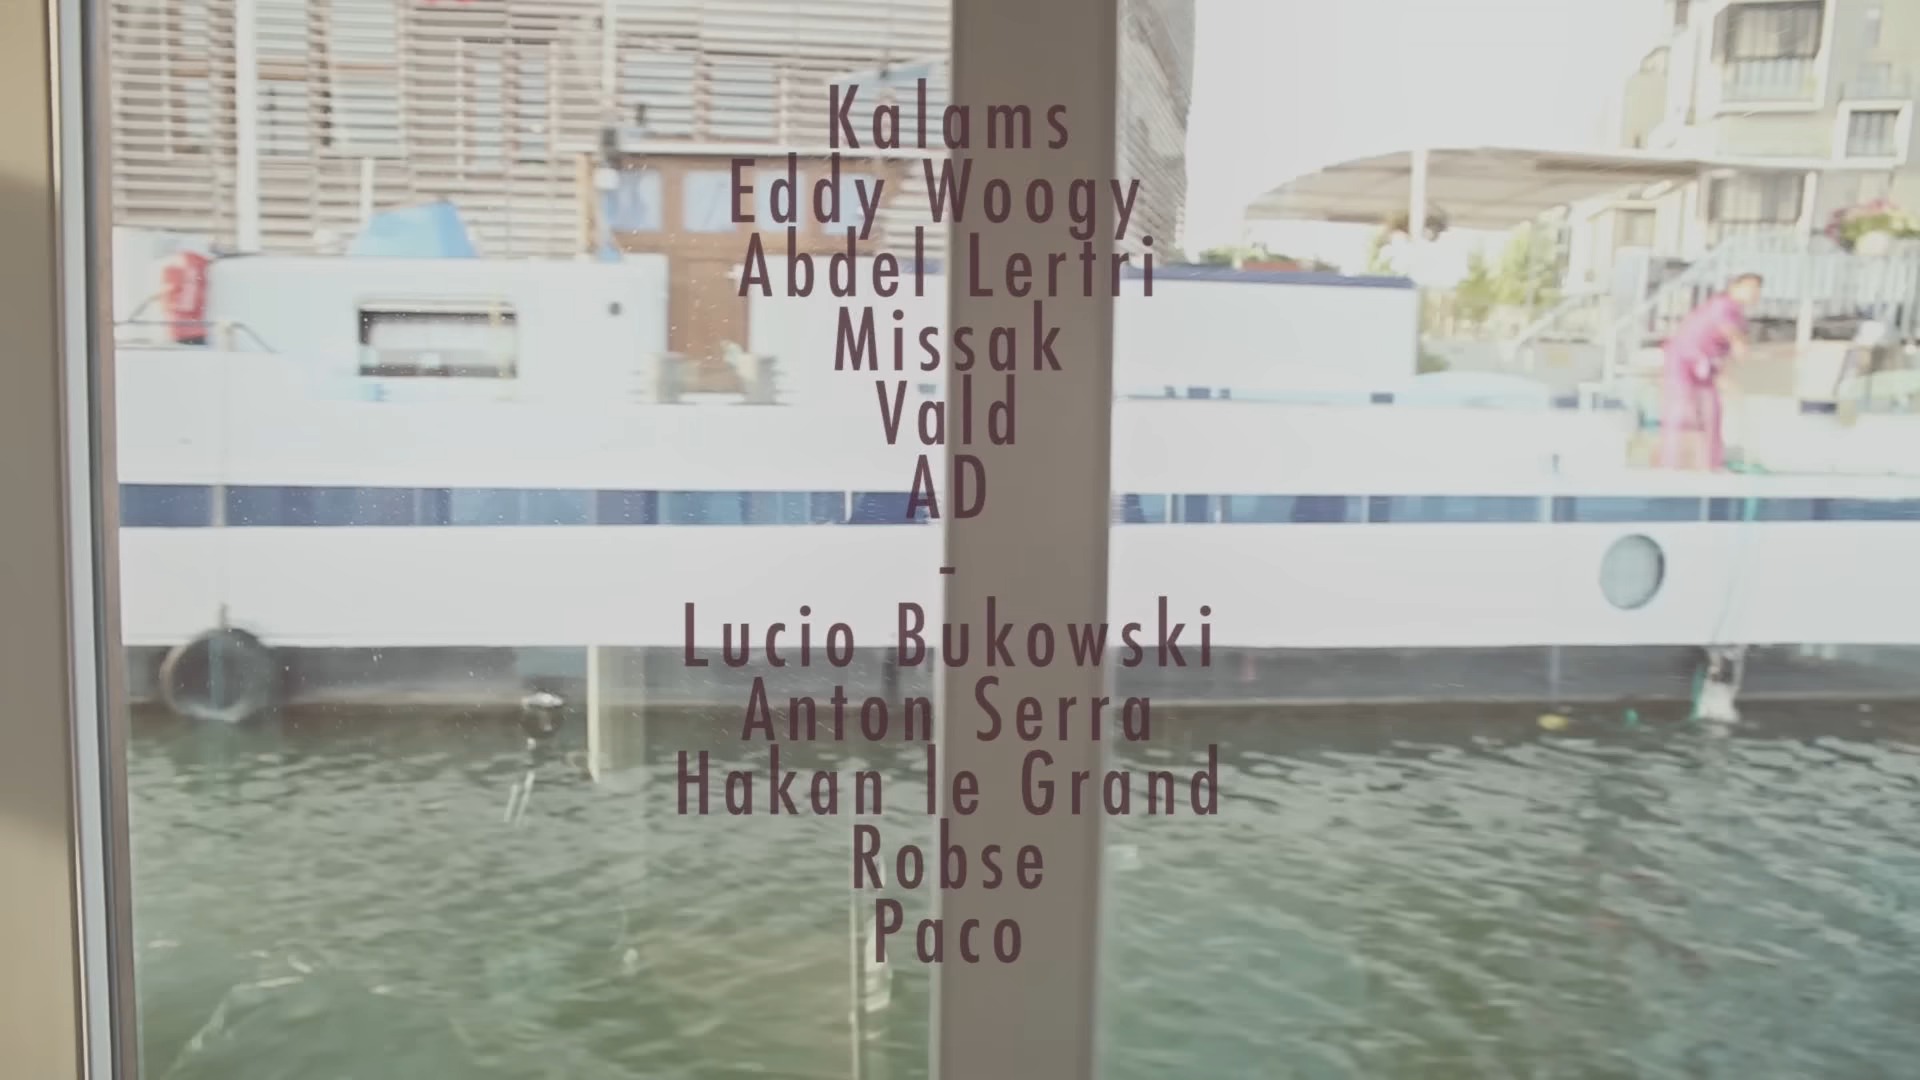 Kalams
Eddy Woogy
Abdel Lertri
Missak
Vald
AD
-
Lucio Bukowski
Anton Serra
Hakan le Grand
Robse
Paco